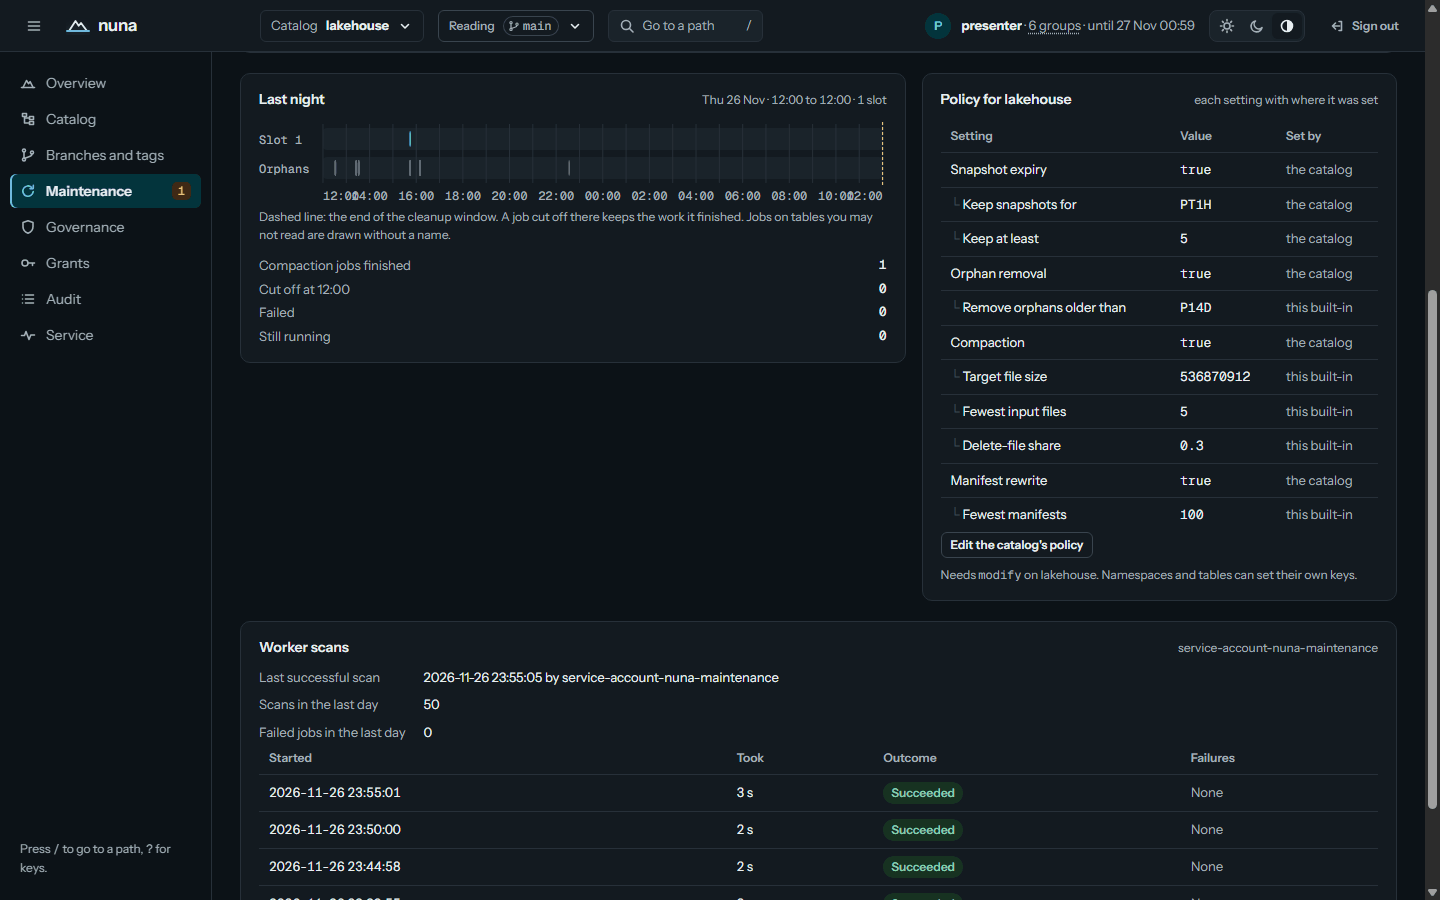 nuna
Catalog lakehouse
Reading main
Go to a path /
P presenter · 6 groups · until 27 Nov 00:59
Sign out
Overview
Catalog
Branches and tags
Maintenance 1
Governance
Grants
Audit
Service
Press / to go to a path, ? for
keys.
Last night
Thu 26 Nov · 12:00 to 12:00 · 1 slot
Slot 1
Orphans
12:00 14:00 16:00 18:00 20:00 22:00 00:00 02:00 04:00 06:00 08:00 10:00 12:00
Dashed line: the end of the cleanup window. A job cut off there keeps the work it finished. Jobs on tables you may
not read are drawn without a name.
Compaction jobs finished 1
Cut off at 12:00 0
Failed 0
Still running 0
Policy for lakehouse
each setting with where it was set
Setting Value Set by
Snapshot expiry true the catalog
Keep snapshots for PT1H the catalog
Keep at least 5 the catalog
Orphan removal true the catalog
Remove orphans older than P14D this built-in
Compaction true the catalog
Target file size 536870912 this built-in
Fewest input files 5 this built-in
Delete-file share 0.3 this built-in
Manifest rewrite true the catalog
Fewest manifests 100 this built-in
Edit the catalog's policy
Needs modify on lakehouse. Namespaces and tables can set their own keys.
Worker scans
service-account-nuna-maintenance
Last successful scan 2026-11-26 23:55:05 by service-account-nuna-maintenance
Scans in the last day 50
Failed jobs in the last day 0
Started Took Outcome Failures
2026-11-26 23:55:01 3 s Succeeded None
2026-11-26 23:50:00 2 s Succeeded None
2026-11-26 23:44:58 2 s Succeeded None